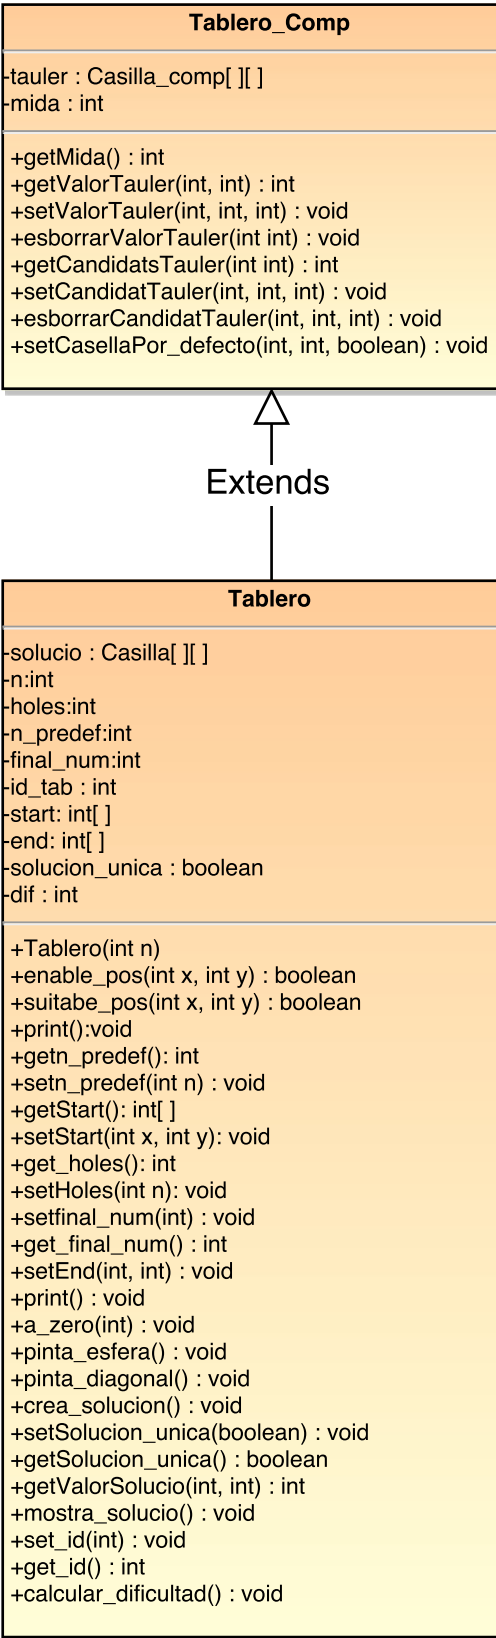 Tablero_Comp
-tauler : Casilla_comp[ ][ ]
-mida : int
+getMida() : int
+getValorTauler(int, int) : int
+setValorTauler(int, int, int) : void
+esborrarValorTauler(int int) : void
+getCandidatsTauler(int int) : int
+setCandidatTauler(int, int, int) : void
+esborrarCandidatTauler(int, int, int) : void
+setCasellaPor_defecto(int, int, boolean) : void
Extends
Tablero
-solucio : Casilla[ ][ ]
-n:int
-holes:int
-n_predef:int
-final_num:int
-id_tab : int
-start: int[ ]
-end: int[ ]
-solucion_unica : boolean
-dif : int
+Tablero(int n)
+enable_pos(int x, int y) : boolean
+suitabe_pos(int x, int y) : boolean
+print():void
+getn_predef(): int
+setn_predef(int n) : void
+getStart(): int[ ]
+setStart(int x, int y): void
+get_holes(): int
+setHoles(int n): void
+setfinal_num(int) : void
+get_final_num() : int
+setEnd(int, int) : void
+print() : void
+a_zero(int) : void
+pinta_esfera() : void
+pinta_diagonal() : void
+crea_solucion() : void
+setSolucion_unica(boolean) : void
+getSolucion_unica() : boolean
+getValorSolucio(int, int) : int
+mostra_solucio() : void
+set_id(int) : void
+get_id() : int
+calcular_dificultad() : void